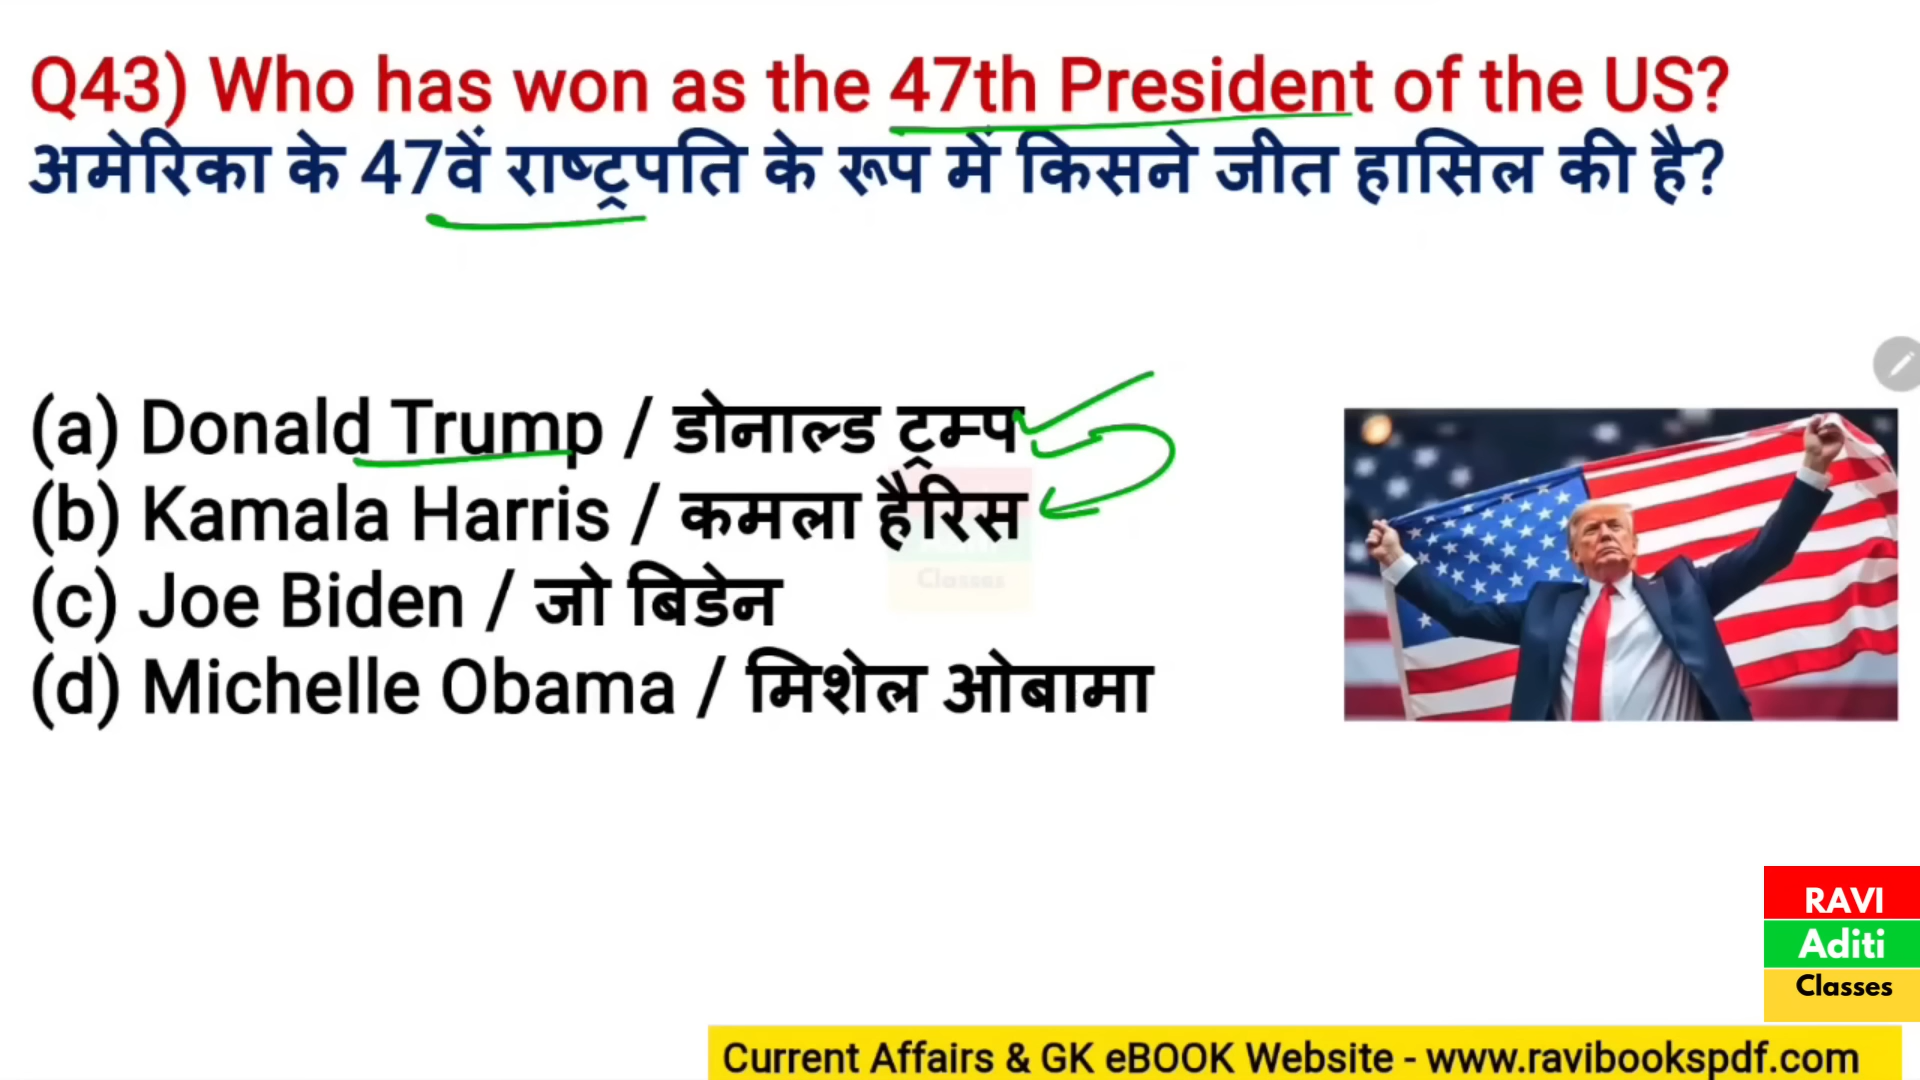 Q43) Who has won as the 47th President of the US?
अमेरिका के 47वें राष्ट्रपति के रूप में किसने जीत हासिल की है?
(a) Donald Trump / डोनाल्ड ट्रम्प
(b) Kamala Harris / कमला हैरिस
(c) Joe Biden / जो बिडेन
(d) Michelle Obama / मिशेल ओबामा
Classes
RAVI
Aditi
Classes
Current Affairs & GK eBOOK Website - www.ravibookspdf.com